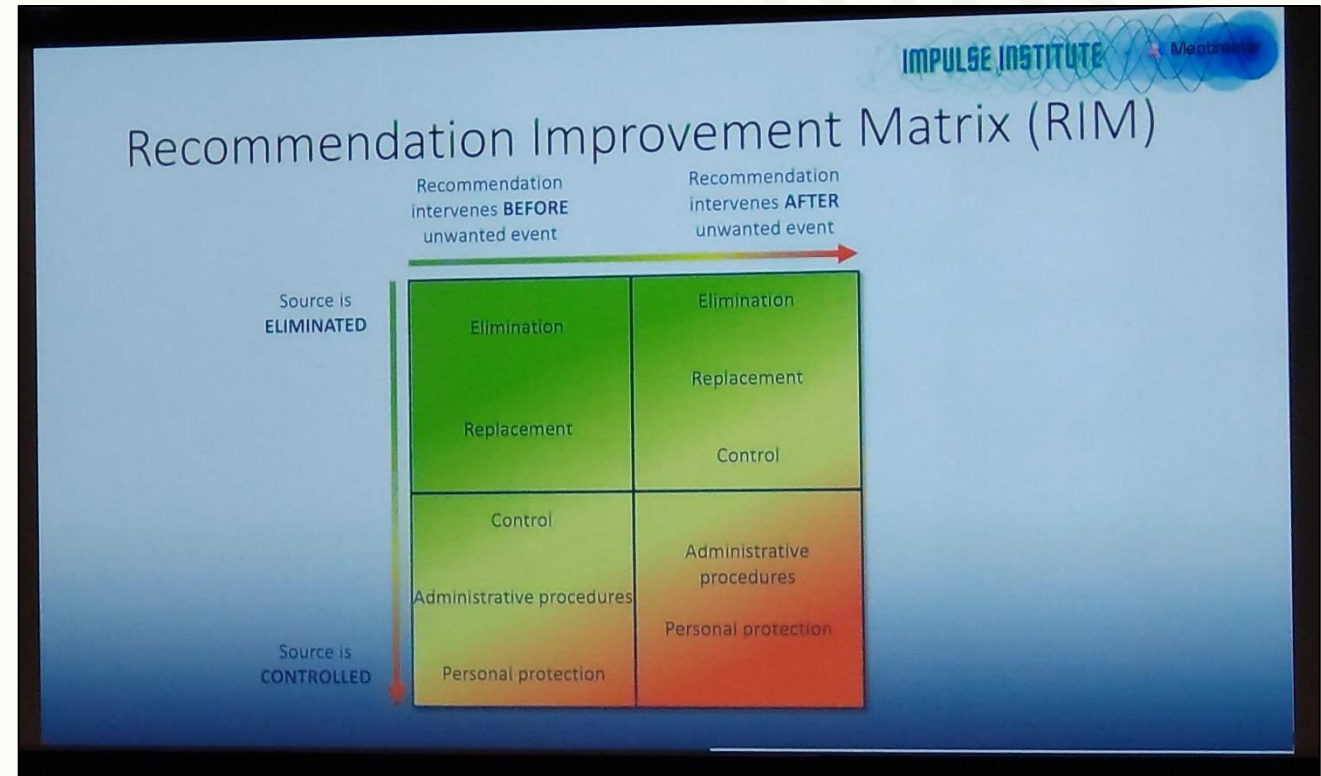 IMPULSE INSTITUTE
Mentimeter
Recommendation Improvement Matrix (RIM)
Recommendation
intervenes BEFORE
unwanted event
Recommendation
intervenes AFTER
unwanted event
Source is
ELIMINATED
Elimination
Replacement
Elimination
Replacement
Control
Control
Administrative procedures
Personal protection
Administrative
procedures
Personal protection
Source is
CONTROLLED